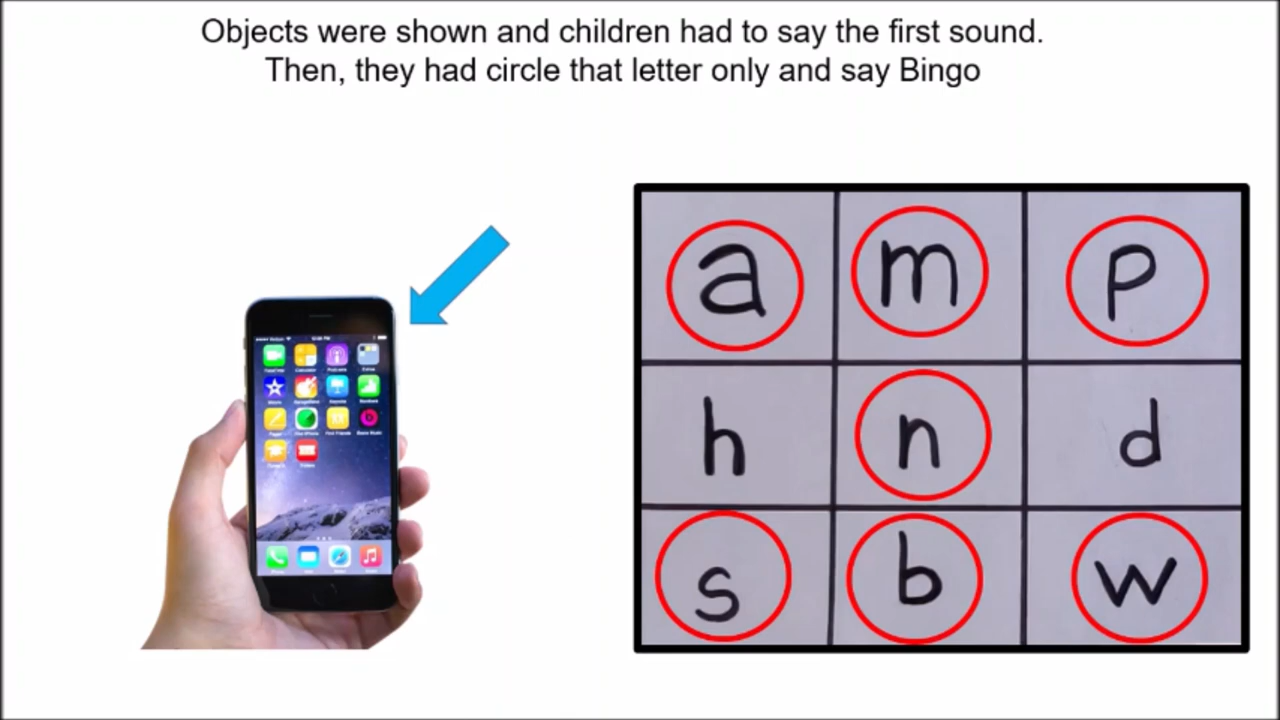 Objects were shown and children had to say the first sound.
Then, they had circle that letter only and say Bingo
a m p
h n d
s b w